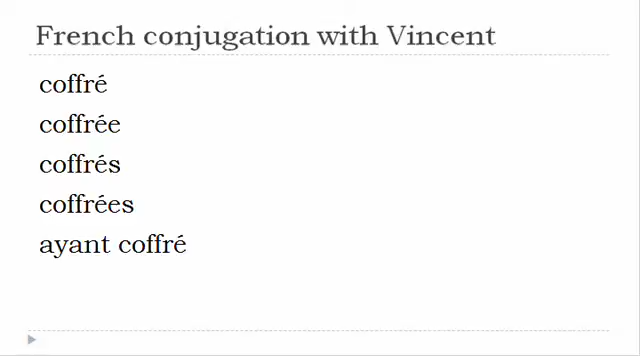 French conjugation with Vincent
coffré
coffrée
coffrés
coffrées
ayant coffré